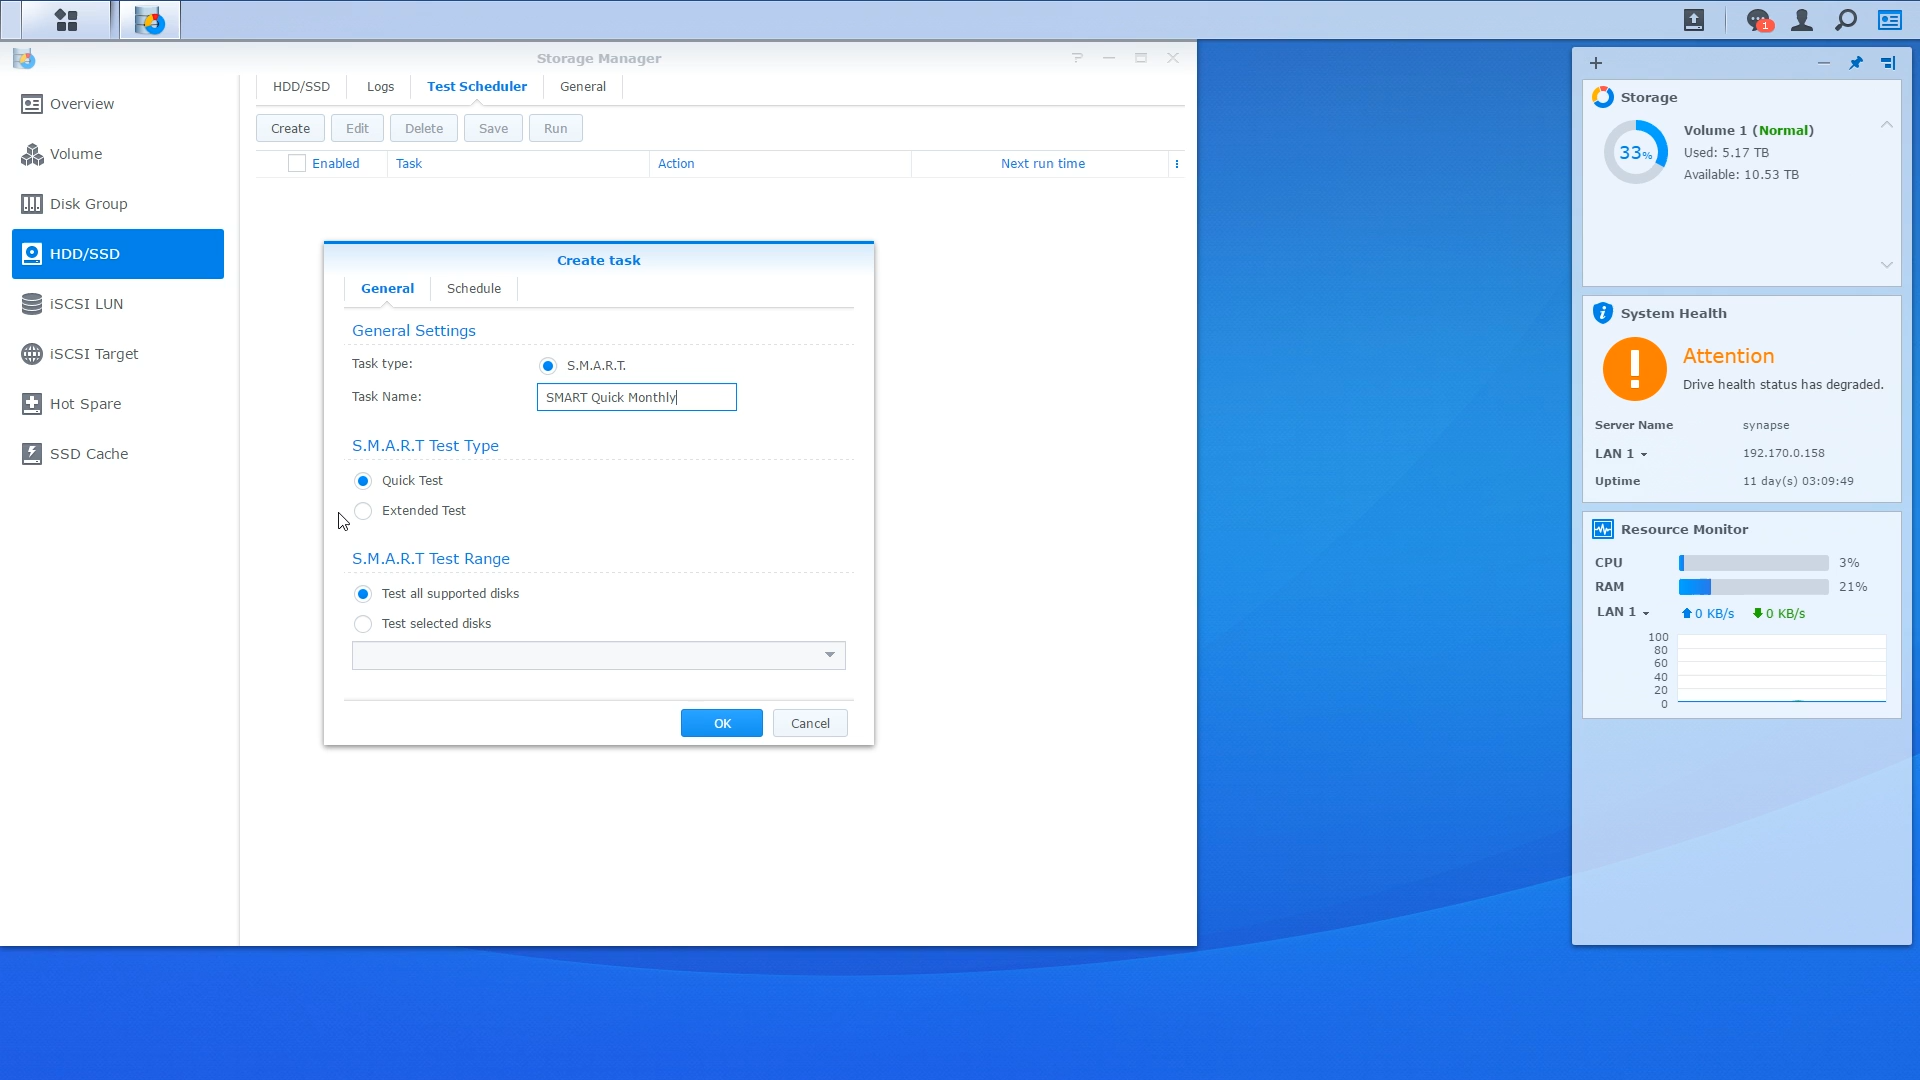 1
Storage Manager
Overview
Volume
Disk Group
HDD/SSD
iSCSI LUN
iSCSI Target
Hot Spare
SSD Cache
HDD/SSD Logs Test Scheduler General
Create Edit Delete Save Run
Enabled Task Action Next run time
Create task
General Schedule
General Settings
Task type: S.M.A.R.T.
Task Name: SMART Quick Monthly
S.M.A.R.T Test Type
Quick Test
Extended Test
S.M.A.R.T Test Range
Test all supported disks
Test selected disks
OK Cancel
Storage
33%
Volume 1 (Normal)
Used: 5.17 TB
Available: 10.53 TB
System Health
Attention
Drive health status has degraded.
Server Name synapse
LAN 1 192.170.0.158
Uptime 11 day(s) 03:09:49
Resource Monitor
CPU 3%
RAM 21%
LAN 1 0 KB/s 0 KB/s
100
80
60
40
20
0